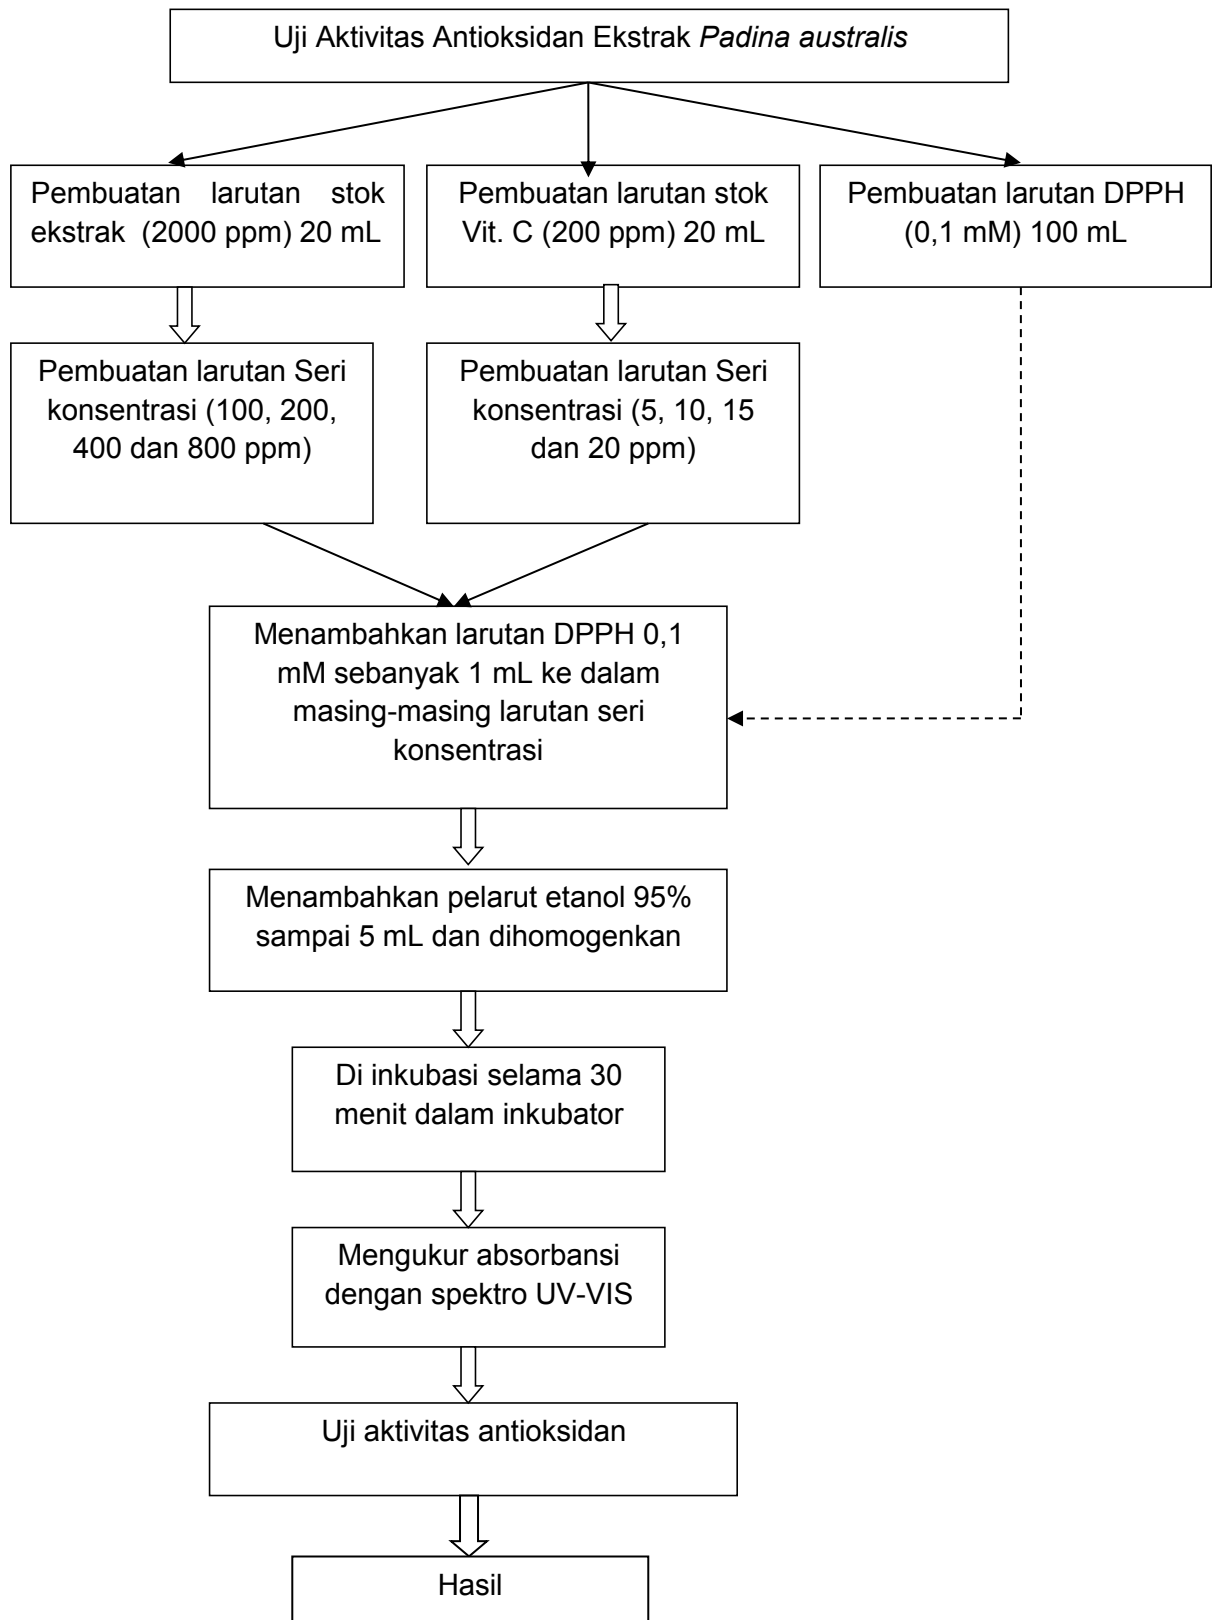 Uji Aktivitas Antioksidan Ekstrak Padina australis
Pembuatan larutan stok
ekstrak (2000 ppm) 20 mL
Pembuatan larutan stok
Vit. C (200 ppm) 20 mL
Pembuatan larutan DPPH
(0,1 mM) 100 mL
Pembuatan larutan Seri
konsentrasi (100, 200,
400 dan 800 ppm)
Pembuatan larutan Seri
konsentrasi (5, 10, 15
dan 20 ppm)
Menambahkan larutan DPPH 0,1
mM sebanyak 1 mL ke dalam
masing-masing larutan seri
konsentrasi
Menambahkan pelarut etanol 95%
sampai 5 mL dan dihomogenkan
Di inkubasi selama 30
menit dalam inkubator
Mengukur absorbansi
dengan spektro UV-VIS
Uji aktivitas antioksidan
Hasil